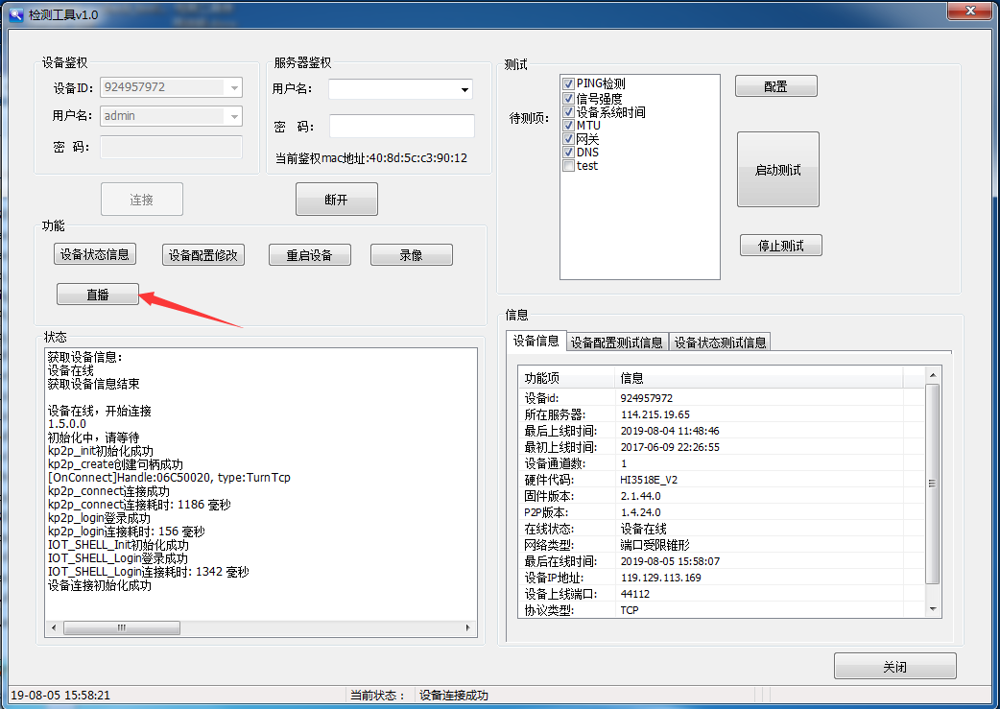 检测工具v1.0
设备鉴权
设备ID: 924957972
用户名: admin
密 码:
连接
服务器鉴权
用户名:
密 码:
当前鉴权mac地址:40:8d:5c:c3:90:12
断开
功能
设备状态信息 设备配置修改 重启设备 录像
直播
测试
待测项:
PING检测
信号强度
设备系统时间
MTU
网关
DNS
test
配置
启动测试
停止测试
状态
获取设备信息:
设备在线
获取设备信息结束
设备在线，开始连接
1.5.0.0
初始化中，请等待
kp2p_init初始化成功
kp2p_create创建句柄成功
[OnConnect]Handle:06C50020, type:TurnTcp
kp2p_connect连接成功
kp2p_connect连接耗时: 1186 毫秒
kp2p_login登录成功
kp2p_login连接耗时: 156 毫秒
IOT_SHELL_Init初始化成功
IOT_SHELL_Login登录成功
IOT_SHELL_Login连接耗时: 1342 毫秒
设备连接初始化成功
信息
设备信息 设备配置测试信息 设备状态测试信息
功能项 信息
设备id: 924957972
所在服务器: 114.215.19.65
最后上线时间: 2019-08-04 11:48:46
最初上线时间: 2017-06-09 22:26:55
设备通道数: 1
硬件代码: HI3518E_V2
固件版本: 2.1.44.0
P2P版本: 1.4.24.0
在线状态: 设备在线
网络类型: 端口受限锥形
最后在线时间: 2019-08-05 15:58:07
设备IP地址: 119.129.113.169
设备上线端口: 44112
协议类型: TCP
关闭
19-08-05 15:58:21 当前状态： 设备连接成功